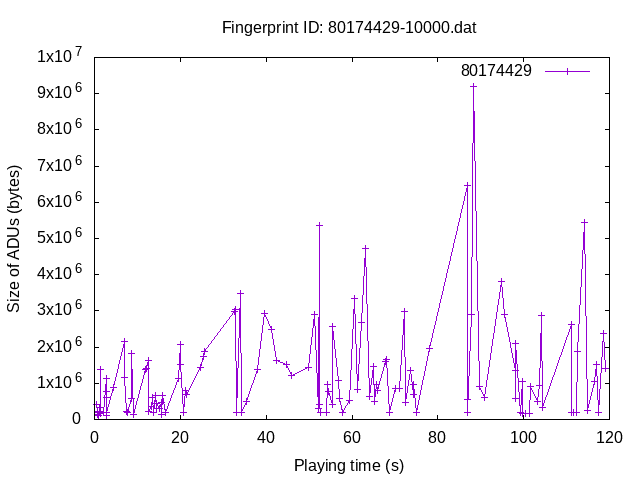 Fingerprint ID: 80174429-10000.dat
80174429
1x10^7
9x10^6
8x10^6
7x10^6
6x10^6
5x10^6
4x10^6
3x10^6
2x10^6
1x10^6
0
Size of ADUs (bytes)
0 20 40 60 80 100 120
Playing time (s)